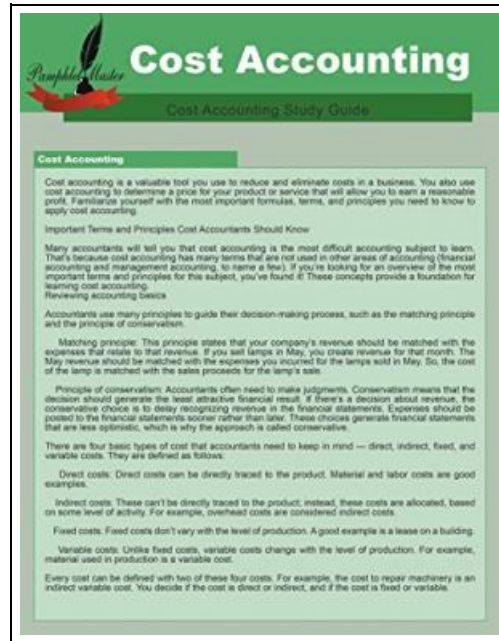 Pamphlet Master
Cost Accounting
Cost Accounting Study Guide
Cost Accounting
Cost accounting is a valuable tool you use to reduce and eliminate costs in a business. You also use
cost accounting to determine a price for your product or service that will allow you to earn a reasonable
profit. Familiarize yourself with the most important formulas, terms, and principles you need to know to
apply cost accounting.
Important Terms and Principles Cost Accountants Should Know
Many accountants will tell you that cost accounting is the most difficult accounting subject to learn.
That's because cost accounting has many terms that are not used in other areas of accounting (financial
accounting and management accounting, to name a few). If you're looking for an overview of the most
important terms and principles for this subject, you've found it! These concepts provide a foundation for
learning cost accounting.
Reviewing accounting basics
Accountants use many principles to guide their decision-making process, such as the matching principle
and the principle of conservatism.
Matching principle: This principle states that your company's revenue should be matched with the
expenses that relate to that revenue. If you sell lamps in May, you create revenue for that month. The
May revenue should be matched with the expenses you incurred for the lamps sold in May. So, the cost
of the lamp is matched with the sales proceeds for the lamp's sale.
Principle of conservatism: Accountants often need to make judgments. Conservatism means that the
decision should generate the least attractive financial result. If there's a decision about revenue, the
conservative choice is to delay recognizing revenue in the financial statements. Expenses should be
posted to the financial statements sooner rather than later. These choices generate financial statements
that are less optimistic, which is why the approach is called conservative.
There are four basic types of cost that accountants need to keep in mind — direct, indirect, fixed, and
variable costs. They are defined as follows:
Direct costs: Direct costs can be directly traced to the product. Material and labor costs are good
examples.
Indirect costs: These can't be directly traced to the product; instead, these costs are allocated, based
on some level of activity. For example, overhead costs are considered indirect costs.
Fixed costs: Fixed costs don't vary with the level of production. A good example is a lease on a building.
Variable costs: Unlike fixed costs, variable costs change with the level of production. For example,
material used in production is a variable cost.
Every cost can be defined with two of these four costs. For example, the cost to repair machinery is an
indirect variable cost. You decide if the cost is direct or indirect, and if the cost is fixed or variable.